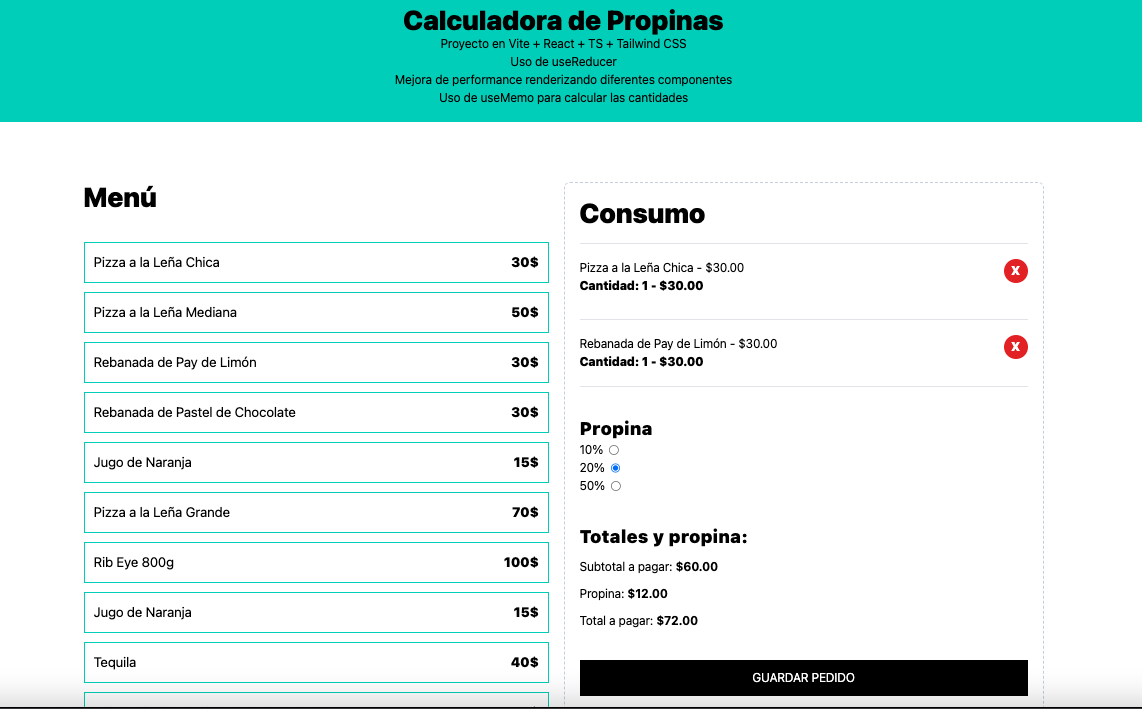 Calculadora de Propinas
Proyecto en Vite + React + TS + Tailwind CSS
Uso de useReducer
Mejora de performance renderizando diferentes componentes
Uso de useMemo para calcular las cantidades
Menú
Pizza a la Leña Chica 30$
Pizza a la Leña Mediana 50$
Rebanada de Pay de Limón 30$
Rebanada de Pastel de Chocolate 30$
Jugo de Naranja 15$
Pizza a la Leña Grande 70$
Rib Eye 800g 100$
Jugo de Naranja 15$
Tequila 40$
Consumo
Pizza a la Leña Chica - $30.00
Cantidad: 1 - $30.00
X
Rebanada de Pay de Limón - $30.00
Cantidad: 1 - $30.00
X
Propina
10%
20%
50%
Totales y propina:
Subtotal a pagar: $60.00
Propina: $12.00
Total a pagar: $72.00
GUARDAR PEDIDO